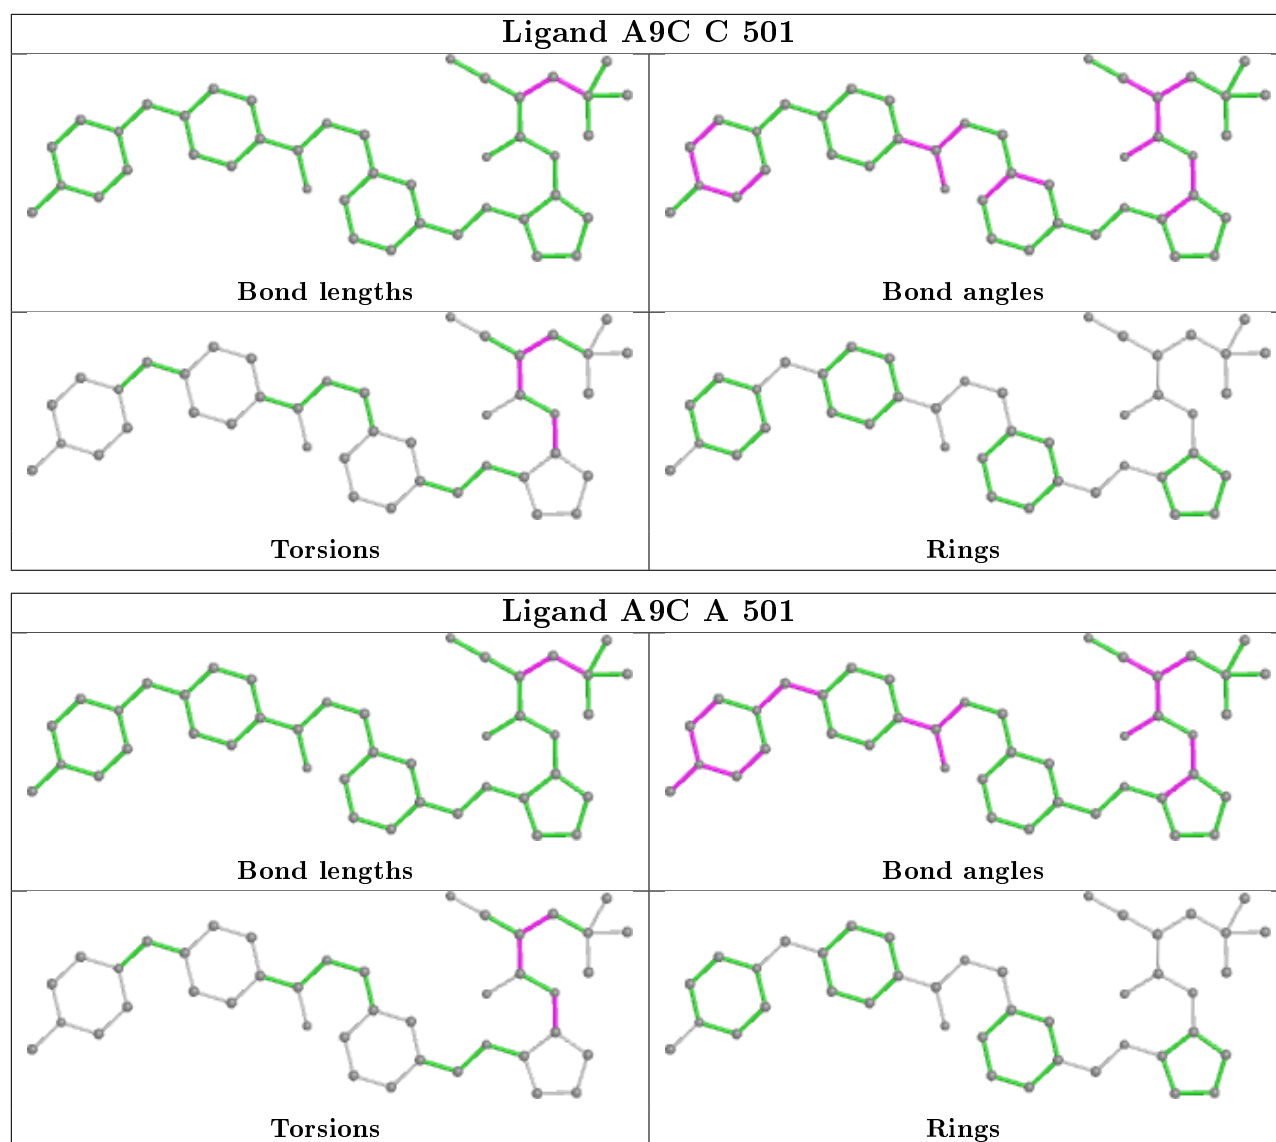 Ligand A9C C 501
Bond lengths
Bond angles
Torsions
Rings
Ligand A9C A 501
Bond lengths
Bond angles
Torsions
Rings